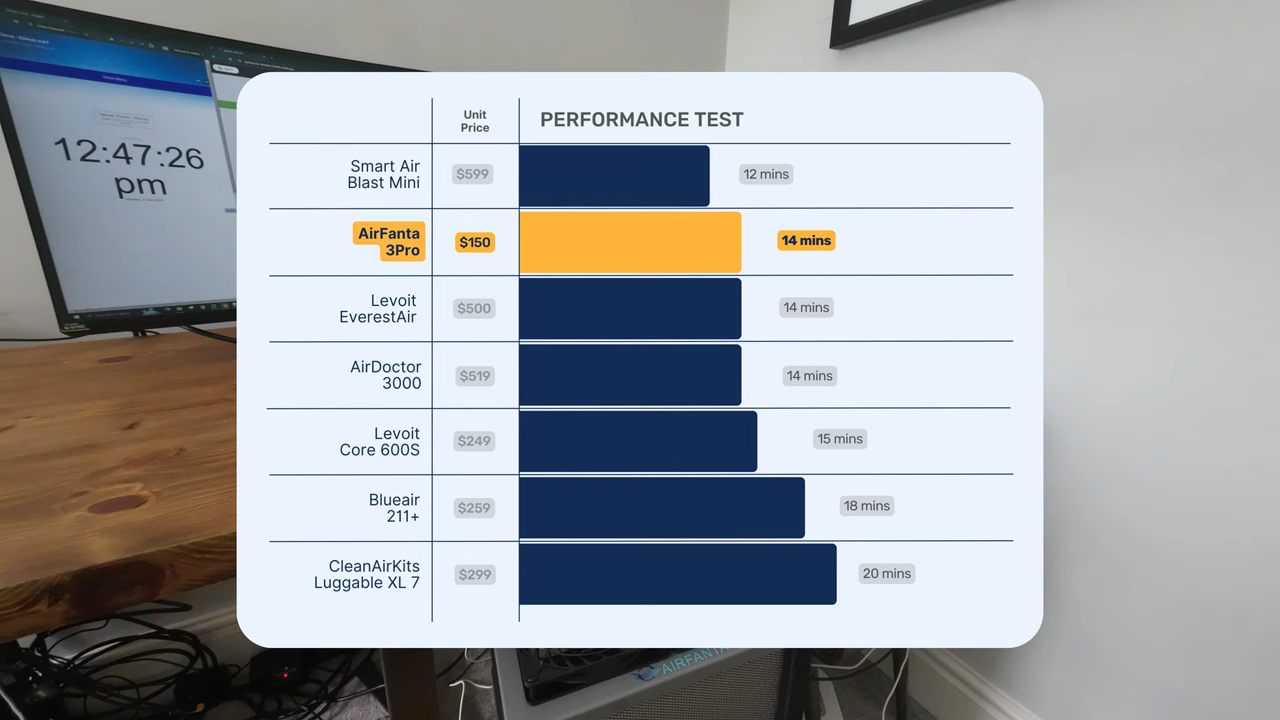 12:47:26
pm
Unit
Price
PERFORMANCE TEST
Smart Air
Blast Mini
$599
12 mins
AirFanta
3Pro
$150
14 mins
Levoit
EverestAir
$500
14 mins
AirDoctor
3000
$519
14 mins
Levoit
Core 600S
$249
15 mins
Blueair
211+
$259
18 mins
CleanAirKits
Luggable XL 7
$299
20 mins
AIRFANTA